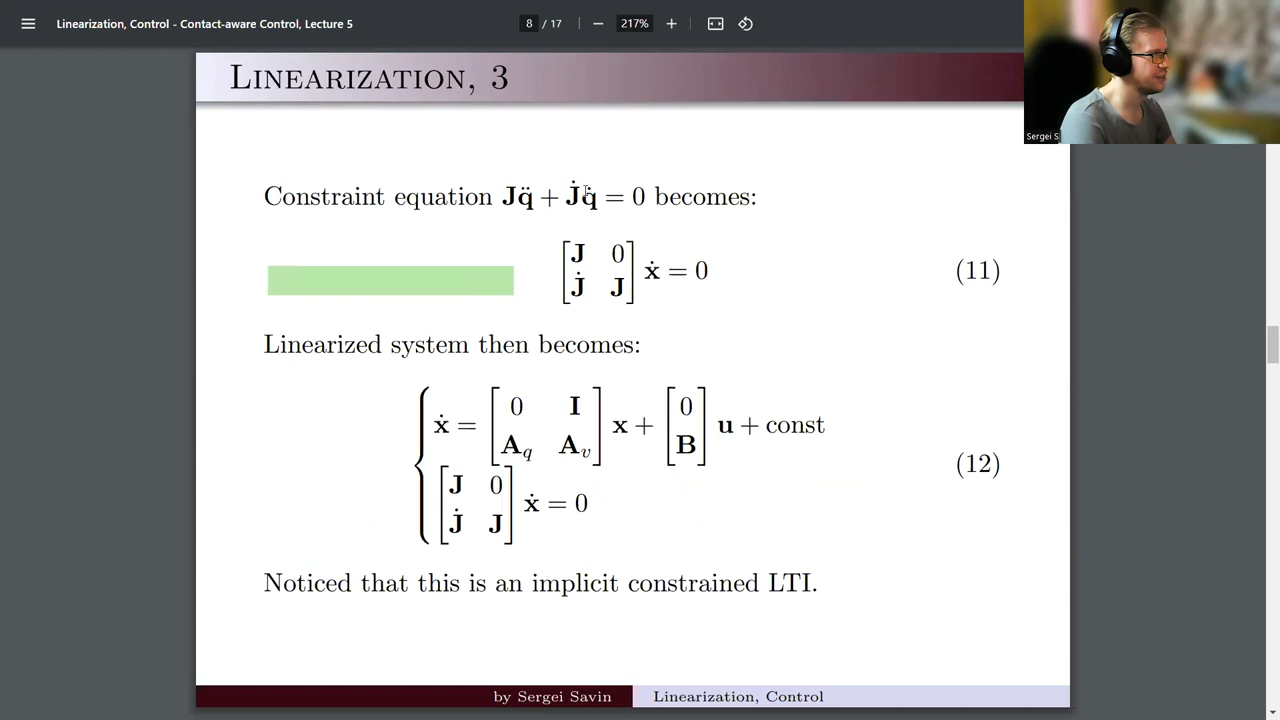 Linearization, Control - Contact-aware Control, Lecture 5
8 / 17
217%
Sergei S
Linearization, 3
Constraint equation Jq̈ + J̇q̇ = 0 becomes:
[J 0; J̇ J] ẋ = 0 (11)
Linearized system then becomes:
{ ẋ = [0 I; A_q A_v] x + [0; B] u + const
[J 0; J̇ J] ẋ = 0 (12)
Noticed that this is an implicit constrained LTI.
by Sergei Savin Linearization, Control